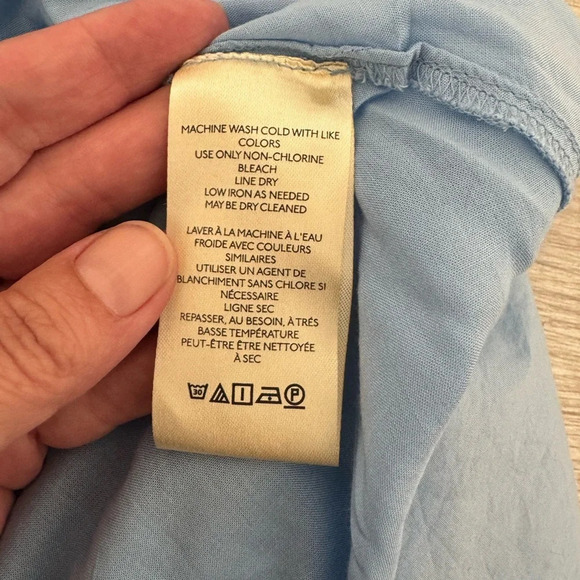 MACHINE WASH COLD WITH LIKE
COLORS
USE ONLY NON-CHLORINE
BLEACH
LINE DRY
LOW IRON AS NEEDED
MAY BE DRY CLEANED
LAVER À LA MACHINE À L'EAU
FROIDE AVEC COULEURS
SIMILAIRES
UTILISER UN AGENT DE
BLANCHIMENT SANS CHLORE SI
NÉCESSAIRE
LIGNE SEC
REPASSER, AU BESOIN, À TRÉS
BASSE TEMPÉRATURE
PEUT-ÊTRE ÊTRE NETTOYÉE
À SEC
30 P